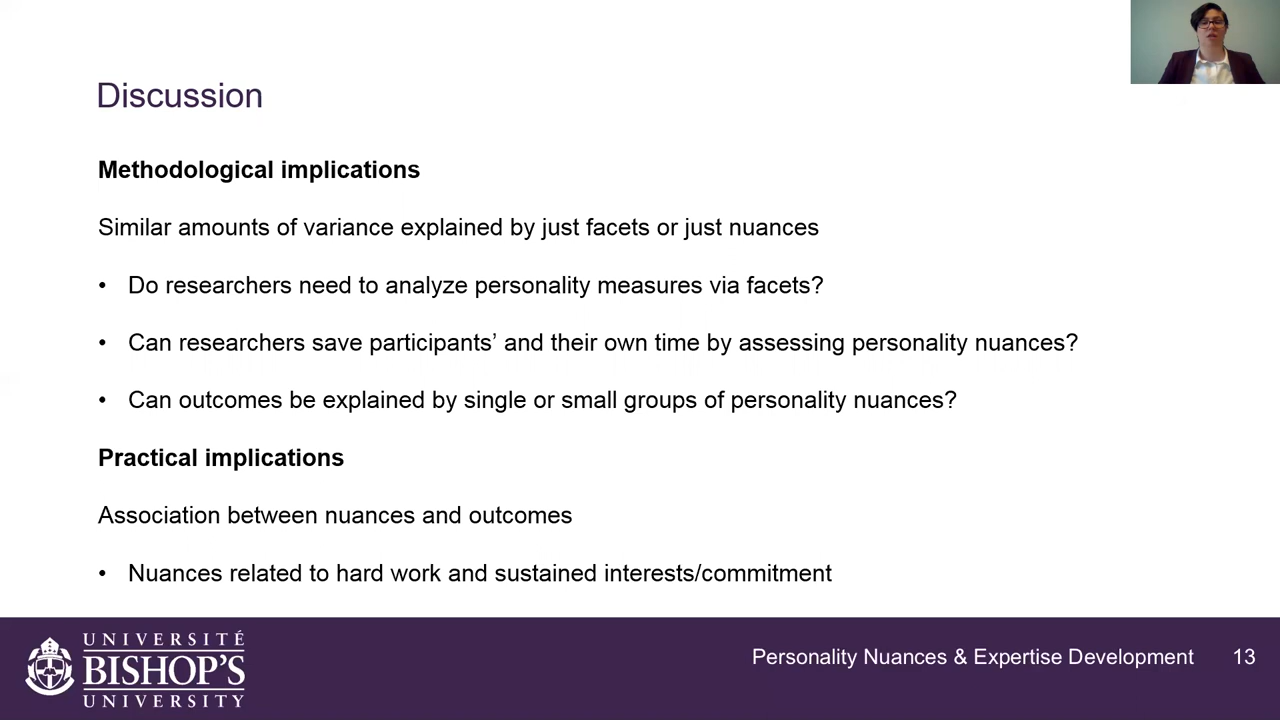 Discussion
Methodological implications
Similar amounts of variance explained by just facets or just nuances
• Do researchers need to analyze personality measures via facets?
• Can researchers save participants’ and their own time by assessing personality nuances?
• Can outcomes be explained by single or small groups of personality nuances?
Practical implications
Association between nuances and outcomes
• Nuances related to hard work and sustained interests/commitment
UNIVERSITÉ
BISHOP'S
UNIVERSITY
Personality Nuances & Expertise Development 13